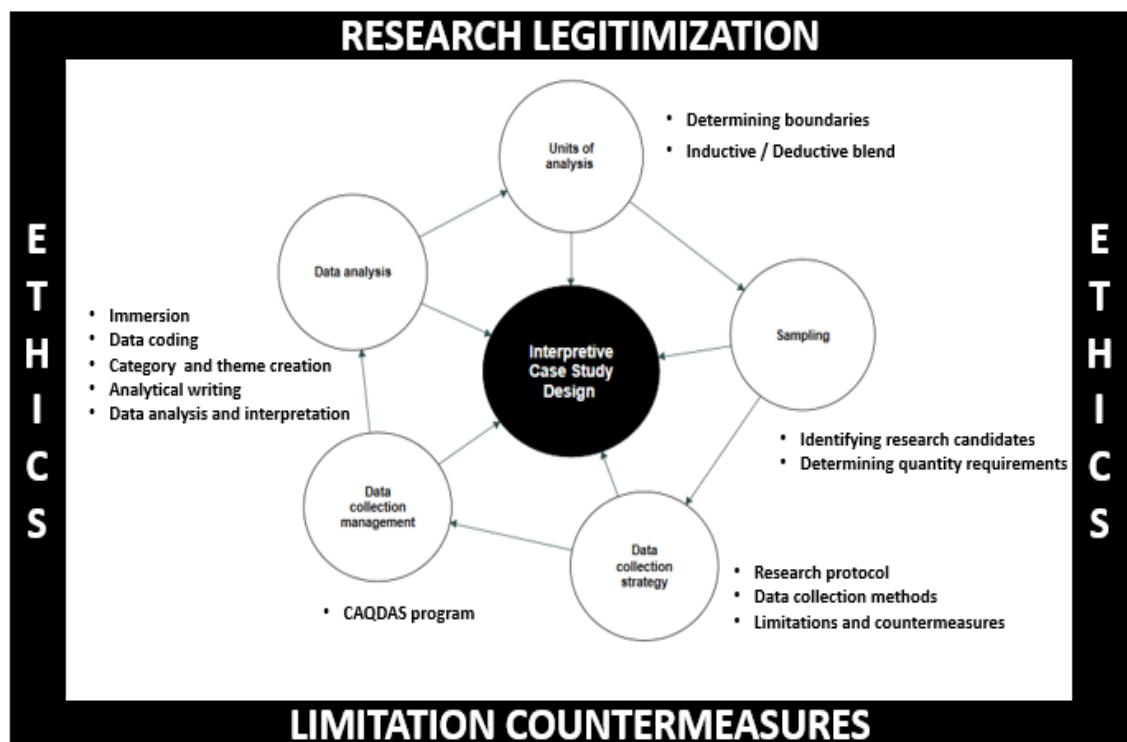 RESEARCH LEGITIMIZATION
Units of
analysis
• Determining boundaries
• Inductive / Deductive blend
E
T
H
I
C
S
Data analysis
• Immersion
• Data coding
• Category and theme creation
• Analytical writing
• Data analysis and interpretation
Interpretive
Case Study
Design
Sampling
• Identifying research candidates
• Determining quantity requirements
E
T
H
I
C
S
Data
collection
management
• CAQDAS program
Data
collection
strategy
• Research protocol
• Data collection methods
• Limitations and countermeasures
LIMITATION COUNTERMEASURES